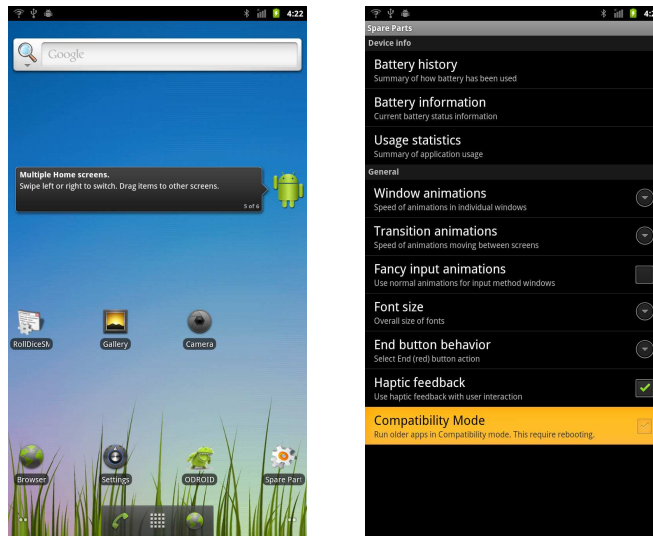 4:22
Google
Multiple Home screens.
Swipe left or right to switch. Drag items to other screens.
5 of 6
RollDiceSM
Gallery
Camera
Browser
Settings
ODROID
Spare Part
4:2
Spare Parts
Device info
Battery history
Summary of how battery has been used
Battery information
Current battery status information
Usage statistics
Summary of application usage
General
Window animations
Speed of animations in individual windows
Transition animations
Speed of animations moving between screens
Fancy input animations
Use normal animations for input method windows
Font size
Overall size of fonts
End button behavior
Select End (red) button action
Haptic feedback
Use haptic feedback with user interaction
Compatibility Mode
Run older apps in Compatibility mode. This require rebooting.